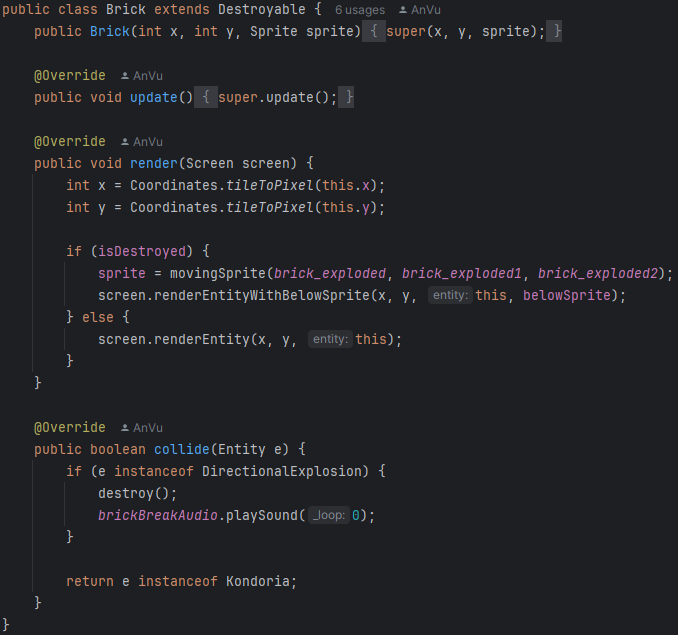 public class Brick extends Destroyable {  6 usages  AnVu
    public Brick(int x, int y, Sprite sprite) { super(x, y, sprite); }

    @Override  AnVu
    public void update() { super.update(); }

    @Override  AnVu
    public void render(Screen screen) {
        int x = Coordinates.tileToPixel(this.x);
        int y = Coordinates.tileToPixel(this.y);

        if (isDestroyed) {
            sprite = movingSprite(brick_exploded, brick_exploded1, brick_exploded2);
            screen.renderEntityWithBelowSprite(x, y, entity: this, belowSprite);
        } else {
            screen.renderEntity(x, y, entity: this);
        }
    }

    @Override  AnVu
    public boolean collide(Entity e) {
        if (e instanceof DirectionalExplosion) {
            destroy();
            brickBreakAudio.playSound( _loop: 0);
        }

        return e instanceof Kondoria;
    }
}